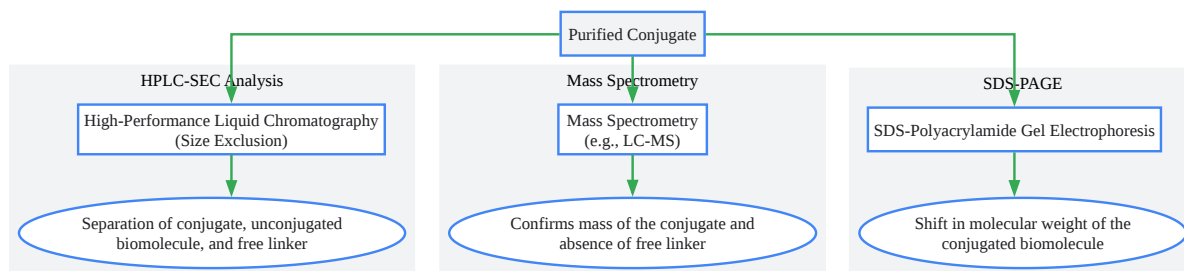 Purified Conjugate
HPLC-SEC Analysis
High-Performance Liquid Chromatography
(Size Exclusion)
Separation of conjugate, unconjugated
biomolecule, and free linker
Mass Spectrometry
Mass Spectrometry
(e.g., LC-MS)
Confirms mass of the conjugate and
absence of free linker
SDS-PAGE
SDS-Polyacrylamide Gel Electrophoresis
Shift in molecular weight of the
conjugated biomolecule